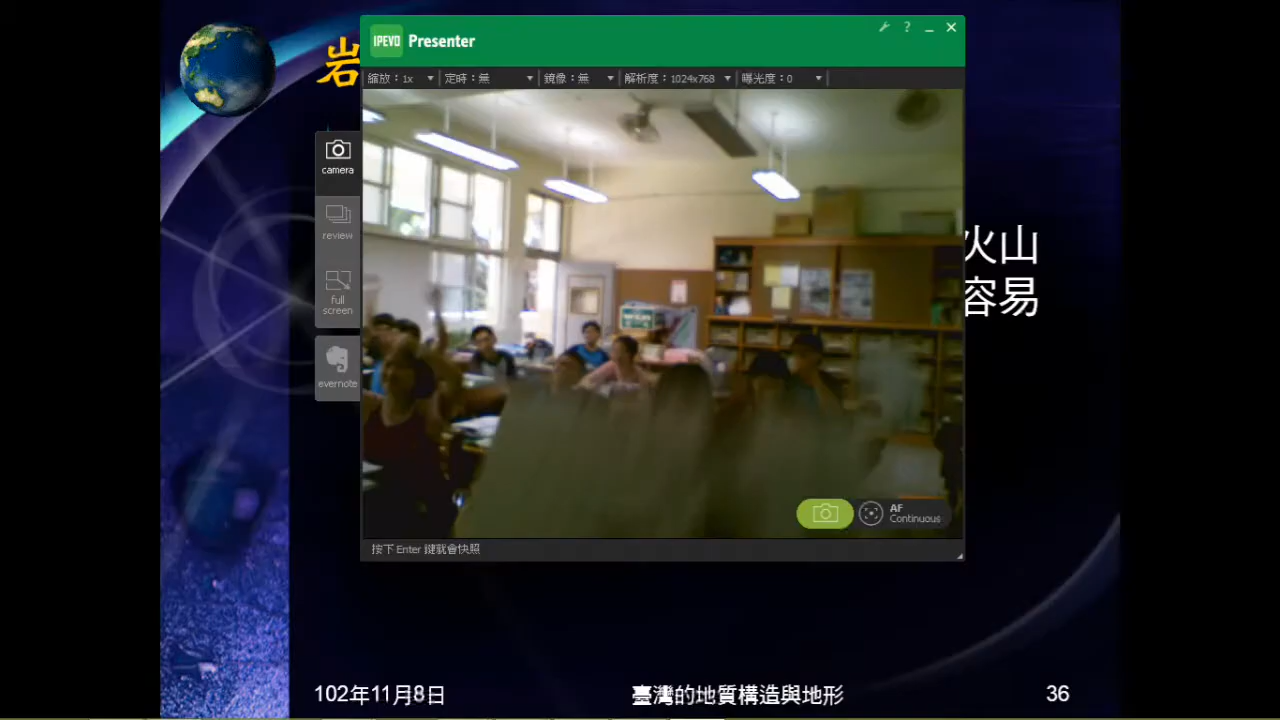 岩
IPEVO Presenter
縮放：1x 定時：無 鏡像：無 解析度：1024x768 曝光度：0
camera
review
full
screen
evernote
火山
容易
AF
Continuous
按下 Enter 鍵就會快照
102年11月8日 臺灣的地質構造與地形 36